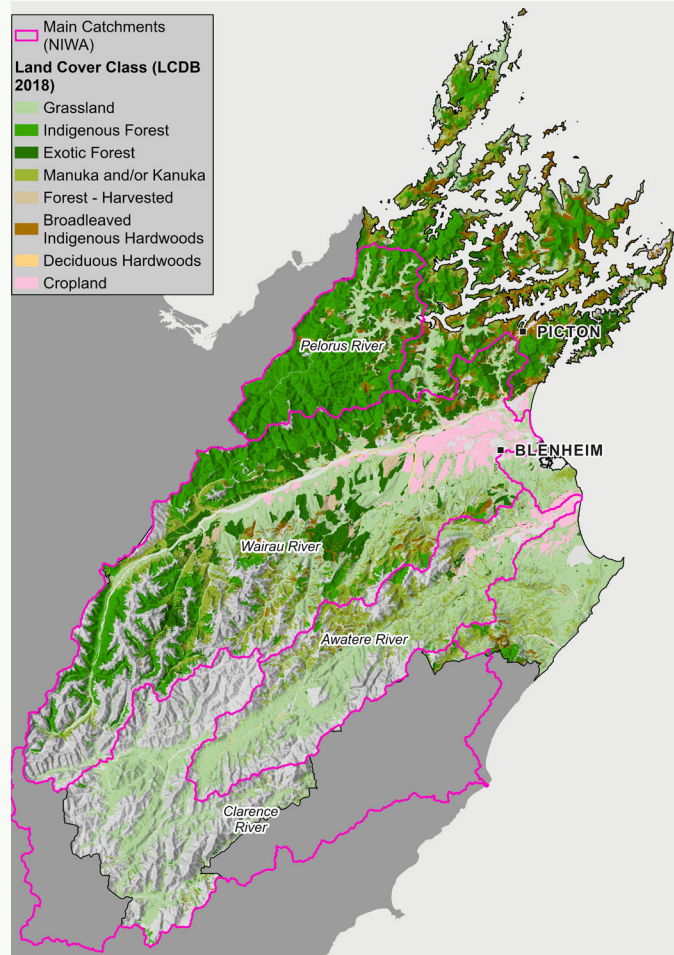 Main Catchments
(NIWA)
Land Cover Class (LCDB
2018)
Grassland
Indigenous Forest
Exotic Forest
Manuka and/or Kanuka
Forest - Harvested
Broadleaved
Indigenous Hardwoods
Deciduous Hardwoods
Cropland
PICTON
Pelorus River
BLENHEIM
Wairau River
Awatere River
Clarence
River